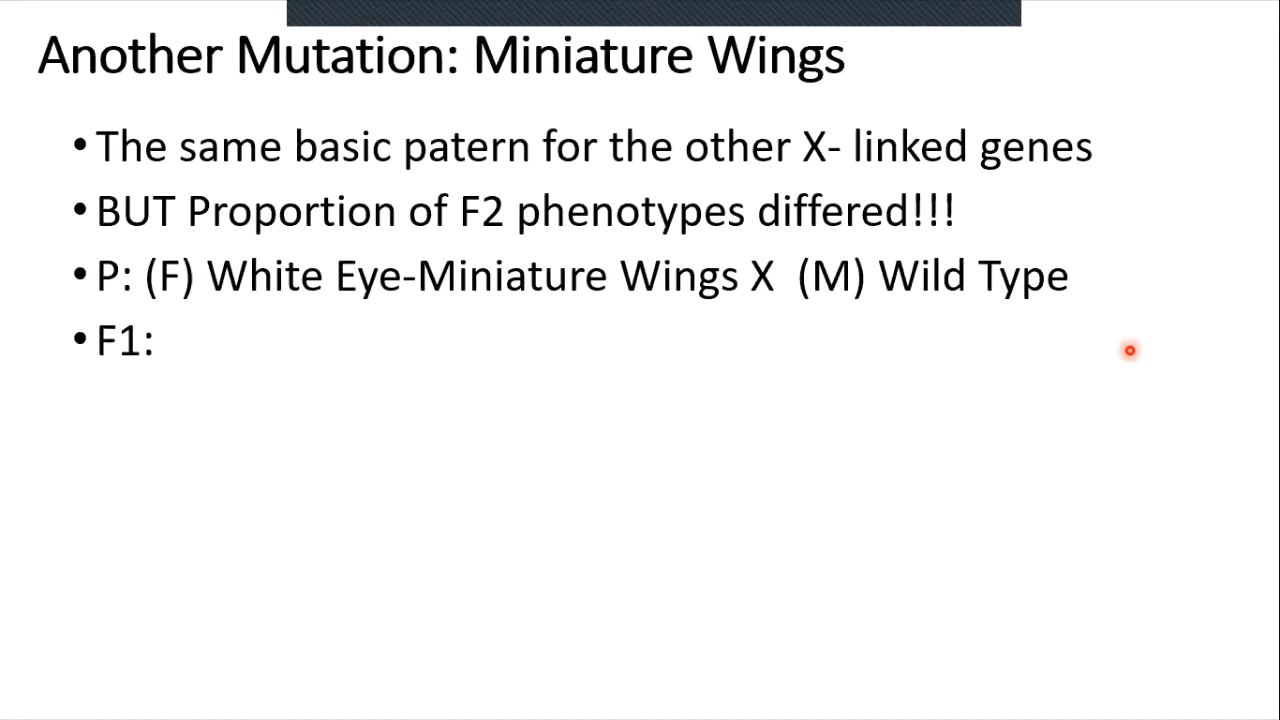 Another Mutation: Miniature Wings
• The same basic patern for the other X- linked genes
• BUT Proportion of F2 phenotypes differed!!!
• P: (F) White Eye-Miniature Wings X  (M) Wild Type
• F1: